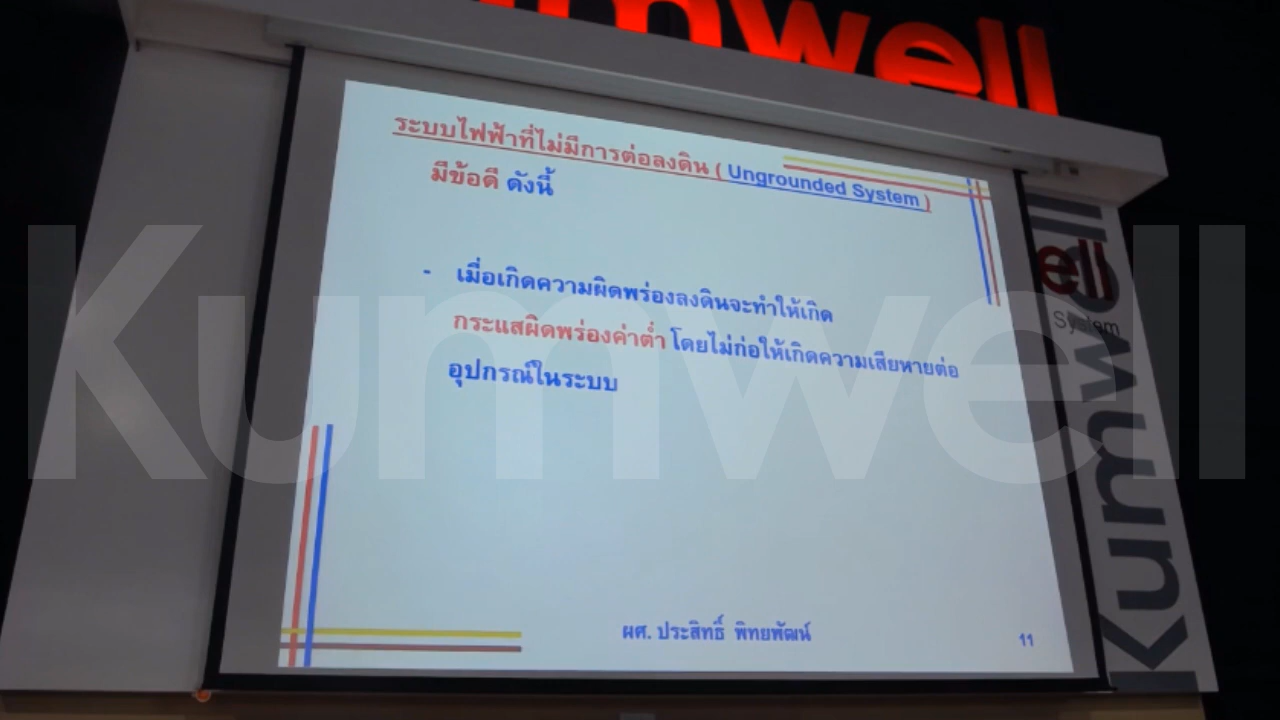 Kumwell
ระบบไฟฟ้าที่ไม่มีการต่อลงดิน ( Ungrounded System )
มีข้อดี ดังนี้
- เมื่อเกิดความผิดพร่องลงดินจะทำให้เกิด
กระแสผิดพร่องค่าต่ำ โดยไม่ก่อให้เกิดความเสียหายต่อ
อุปกรณ์ในระบบ
ผศ. ประสิทธิ์ พิทยพัฒน์
11
ell
System
Kumwell
Kumwell